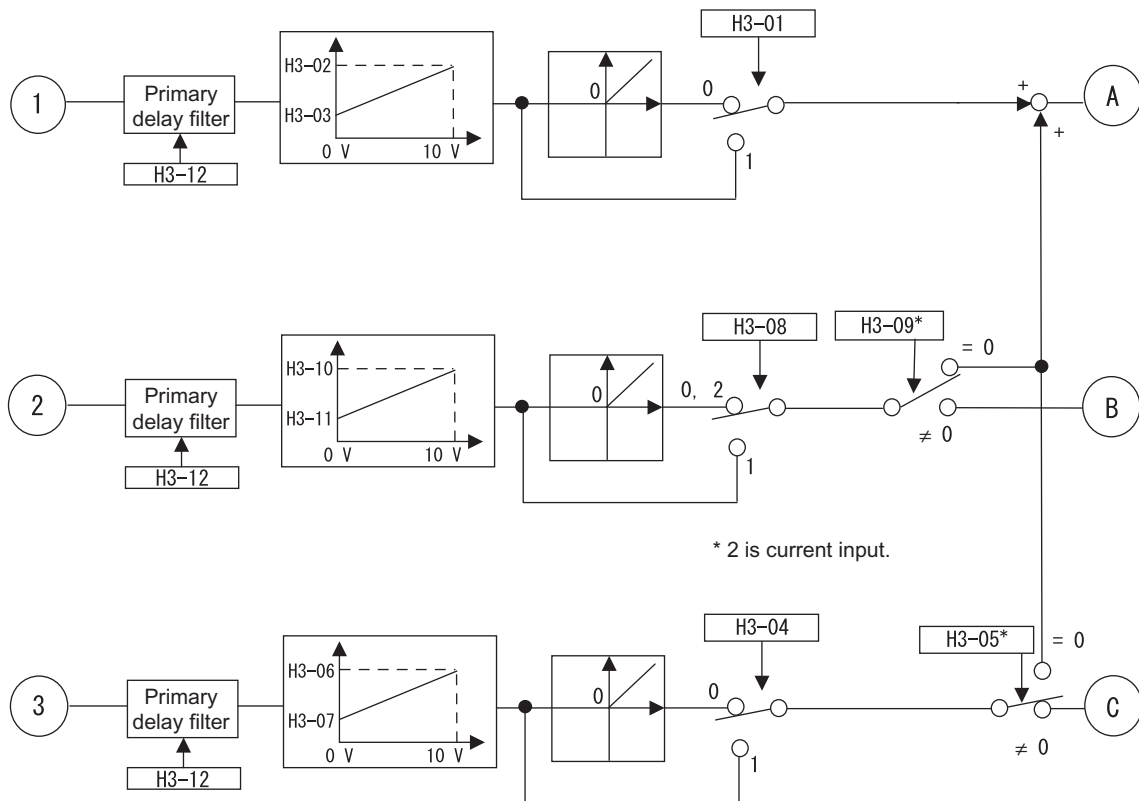 H3-01
1
Primary
delay filter
H3-12
H3-02
H3-03
0 V
10 V
0
0
1
+
+
A
H3-08
H3-09*
2
Primary
delay filter
H3-12
H3-10
H3-11
0 V
10 V
0
0, 2
1
= 0
≠ 0
B
* 2 is current input.
H3-04
H3-05*
3
Primary
delay filter
H3-12
H3-06
H3-07
0 V
10 V
0
0
1
= 0
≠ 0
C